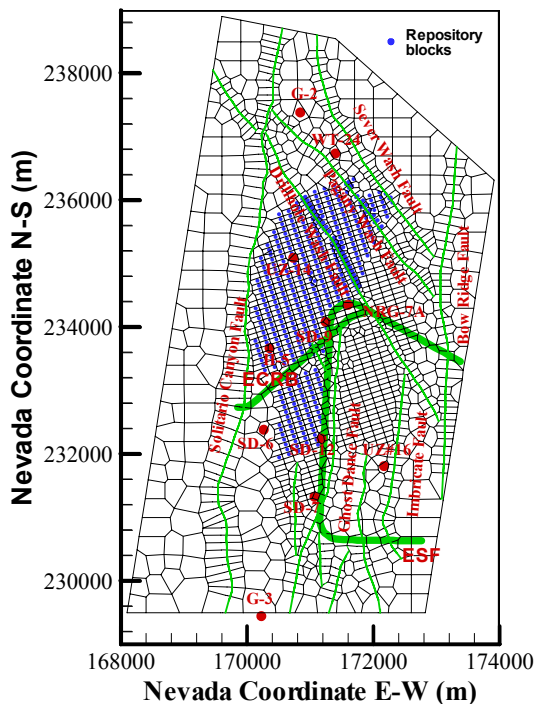 Repository
blocks
238000
236000
234000
232000
230000
168000
170000
172000
174000
Nevada Coordinate N-S (m)
Nevada Coordinate E-W (m)
G-2
Sever Wash Fault
WT-24
Pagany Wash Fault
Drillhole Wash Fault
UZ-14
Bow Ridge Fault
NRG-7A
SD-9
Solitario Canyon Fault
H-5
ECRB
SD-6
SD-12
Ghost Dance Fault
UZ#16
Imbricate Fault
SD-7
ESF
G-3